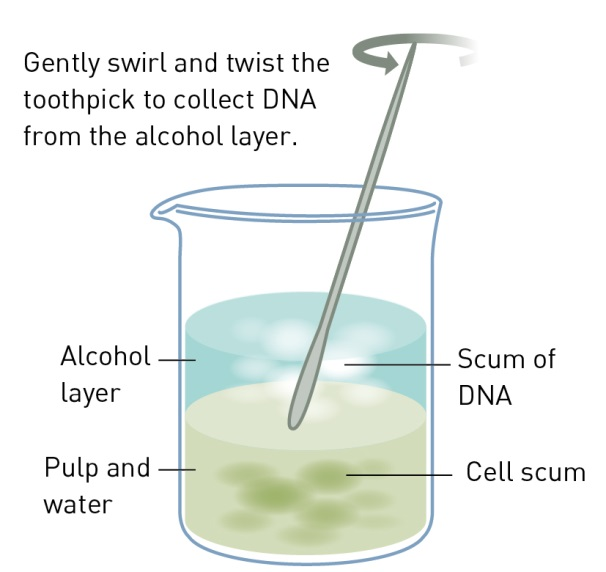 Gently swirl and twist the
toothpick to collect DNA
from the alcohol layer.
Alcohol
layer
Scum of
DNA
Pulp and
water
Cell scum